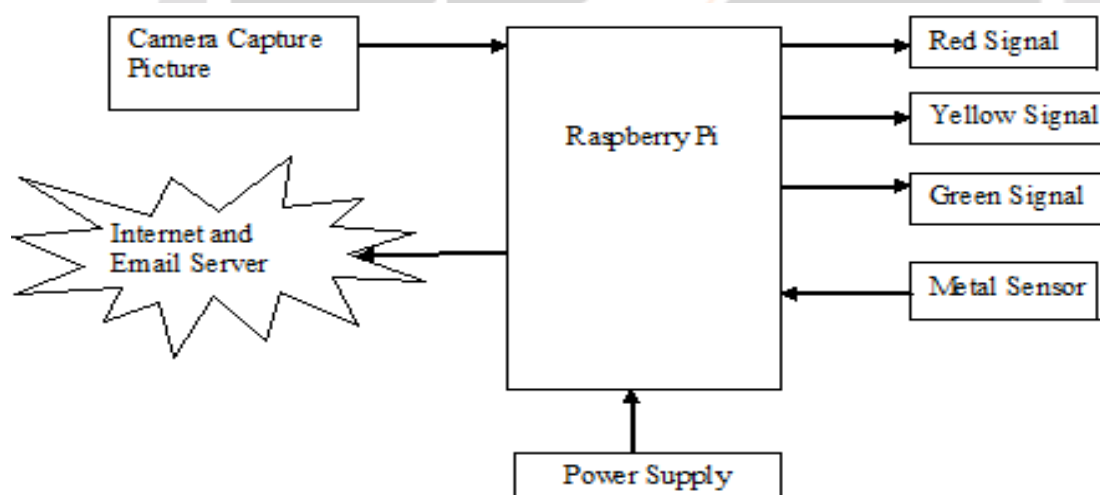 Camera Capture
Picture
Red Signal
Yellow Signal
Raspberry Pi
Green Signal
Internet and
Email Server
Metal Sensor
Power Supply